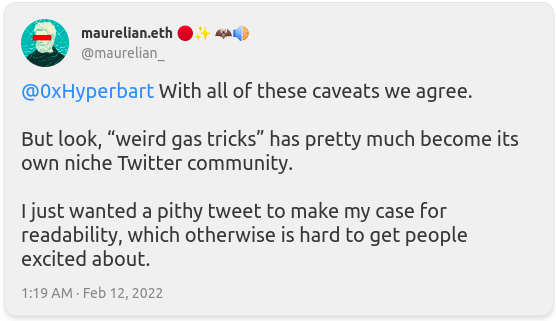 maurelian.eth 🔴✨ 🦇🔊
@maurelian_
@0xHyperbart With all of these caveats we agree.
But look, “weird gas tricks” has pretty much become its
own niche Twitter community.
I just wanted a pithy tweet to make my case for
readability, which otherwise is hard to get people
excited about.
1:19 AM · Feb 12, 2022